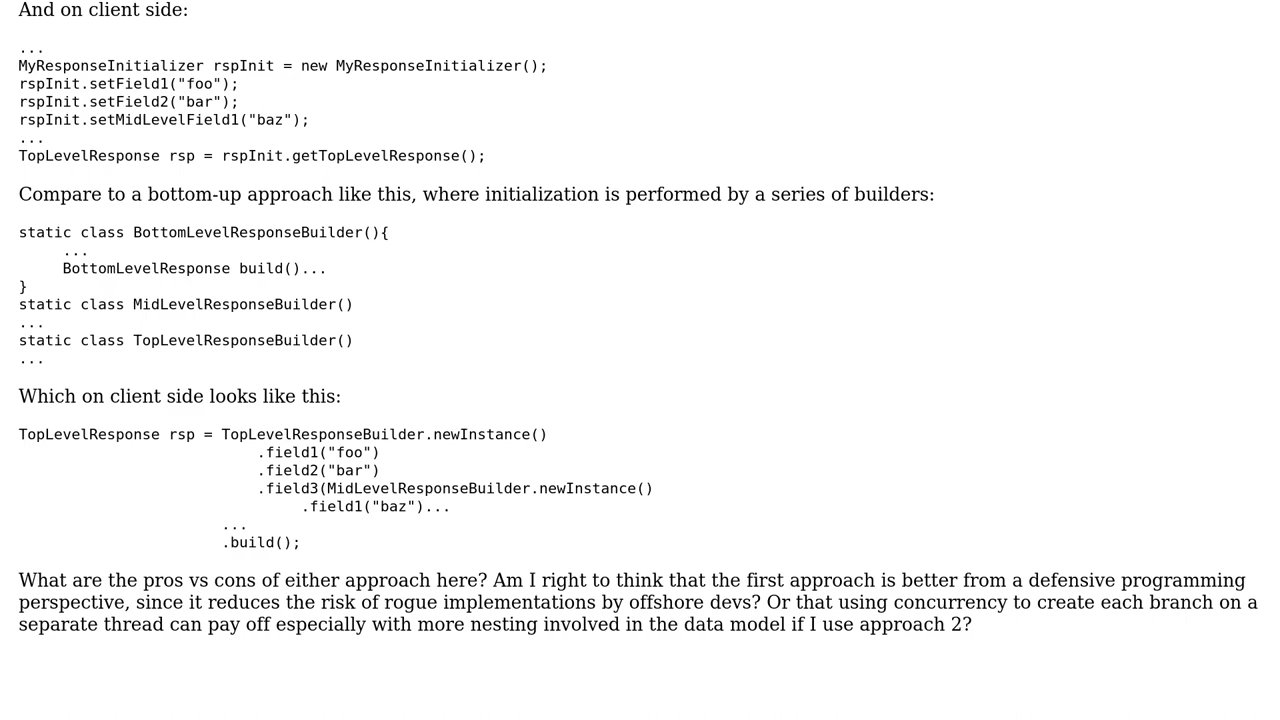 And on client side:
...
MyResponseInitializer rspInit = new MyResponseInitializer();
rspInit.setField1("foo");
rspInit.setField2("bar");
rspInit.setMidLevelField1("baz");
...
TopLevelResponse rsp = rspInit.getTopLevelResponse();
Compare to a bottom-up approach like this, where initialization is performed by a series of builders:
static class BottomLevelResponseBuilder(){
     ...
     BottomLevelResponse build()...
}
static class MidLevelResponseBuilder()
...
static class TopLevelResponseBuilder()
...
Which on client side looks like this:
TopLevelResponse rsp = TopLevelResponseBuilder.newInstance()
                           .field1("foo")
                           .field2("bar")
                           .field3(MidLevelResponseBuilder.newInstance()
                                .field1("baz")...
                       ...
                       .build();
What are the pros vs cons of either approach here? Am I right to think that the first approach is better from a defensive programming
perspective, since it reduces the risk of rogue implementations by offshore devs? Or that using concurrency to create each branch on a
separate thread can pay off especially with more nesting involved in the data model if I use approach 2?